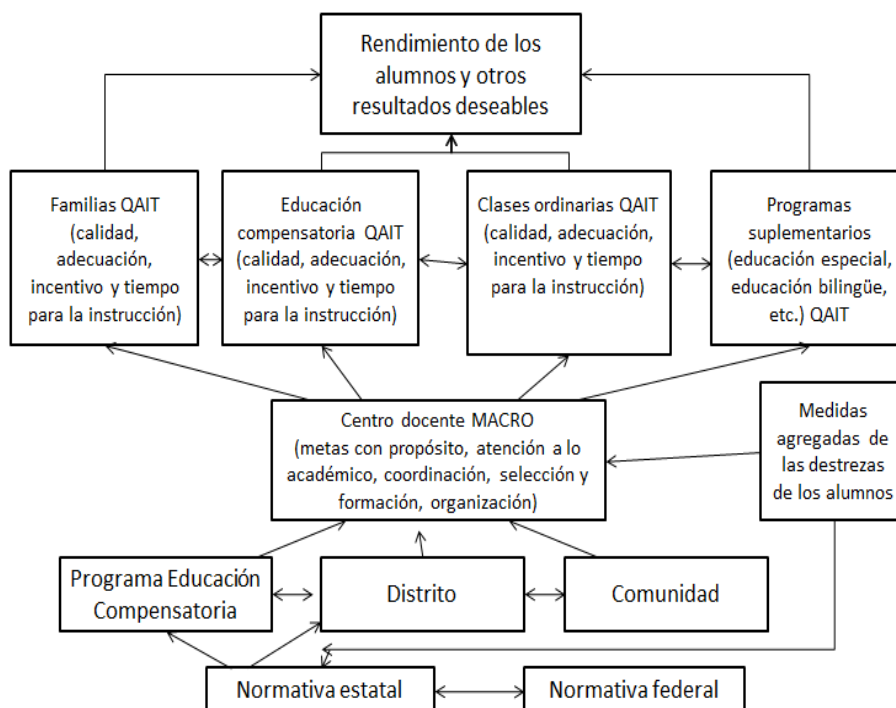 Rendimiento de los
alumnos y otros
resultados deseables
Familias QAIT
(calidad,
adecuación,
incentivo y tiempo
para la instrucción)
Educación
compensatoria QAIT
(calidad, adecuación,
incentivo y tiempo
para la instrucción)
Clases ordinarias QAIT
(calidad, adecuación,
incentivo y tiempo
para la instrucción)
Programas
suplementarios
(educación especial,
educación bilingüe,
etc.) QAIT
Centro docente MACRO
(metas con propósito, atención a lo
académico, coordinación, selección y
formación, organización)
Medidas
agregadas de
las destrezas
de los alumnos
Programa Educación
Compensatoria
Distrito
Comunidad
Normativa estatal
Normativa federal